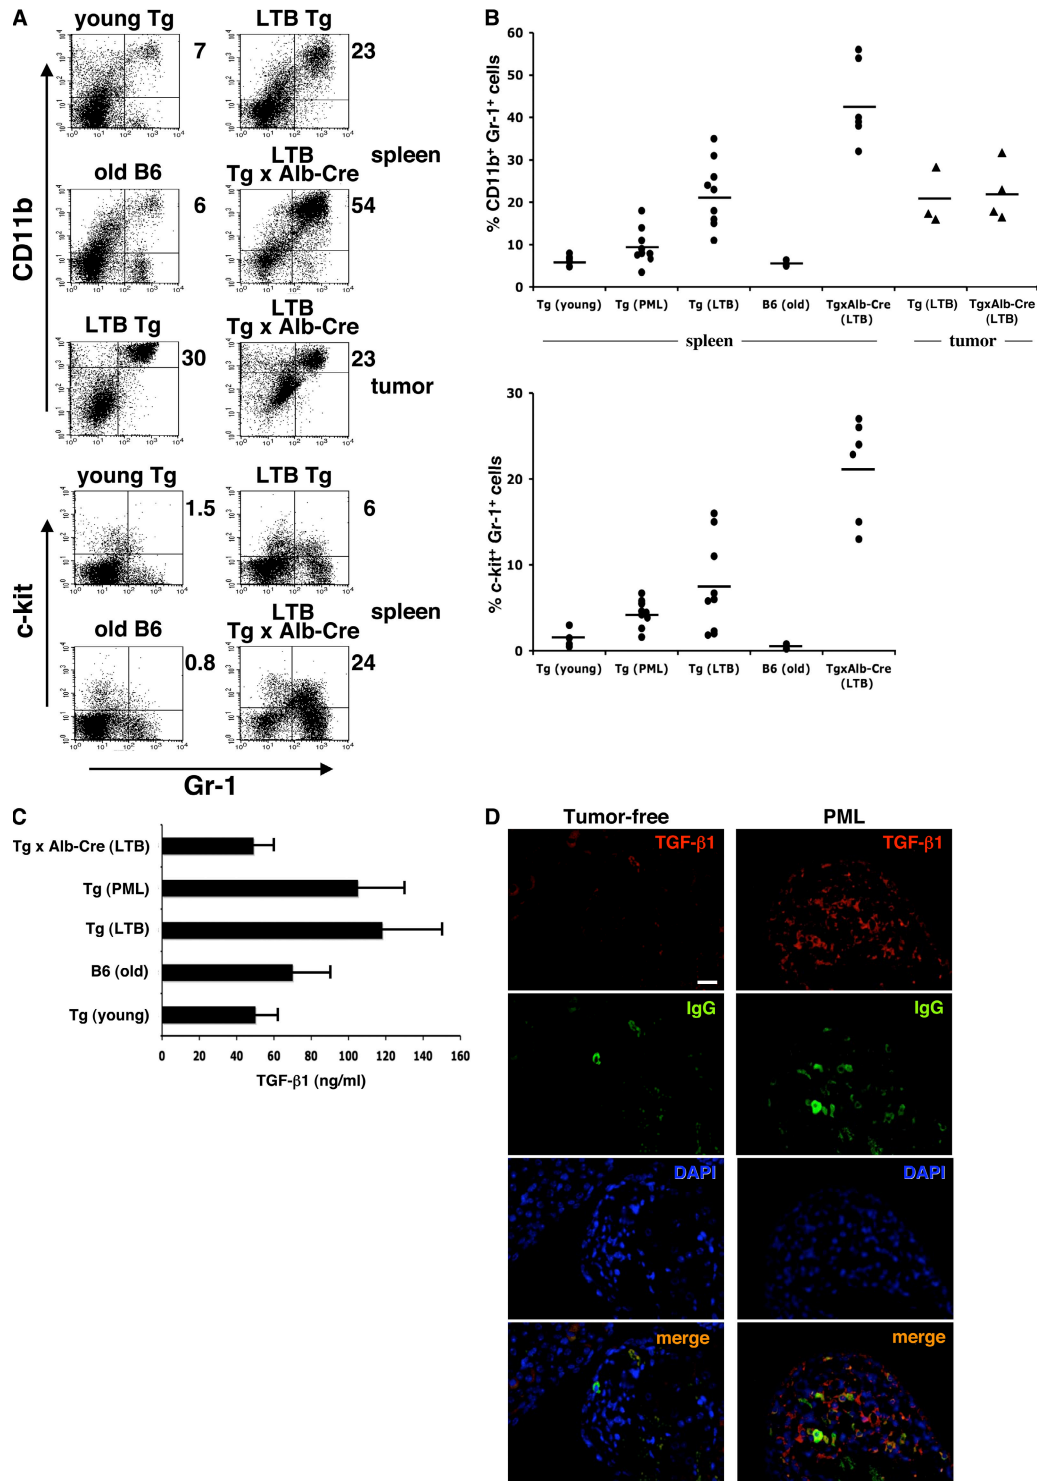 A
young Tg
7
LTB Tg
23
old B6
6
LTB
Tg x Alb-Cre
54
spleen
LTB Tg
30
LTB
Tg x Alb-Cre
23
tumor
CD11b
young Tg
1.5
LTB Tg
6
old B6
0.8
LTB
Tg x Alb-Cre
24
spleen
c-kit
Gr-1
B
% CD11b⁺ Gr-1⁺ cells
60
50
40
30
20
10
0
Tg (young)
Tg (PML)
Tg (LTB)
B6 (old)
TgxAlb-Cre
(LTB)
Tg (LTB)
TgxAlb-Cre
(LTB)
spleen
tumor
% c-kit⁺ Gr-1⁺ cells
30
20
10
0
Tg (young)
Tg (PML)
Tg (LTB)
B6 (old)
TgxAlb-Cre
(LTB)
C
Tg x Alb-Cre (LTB)
Tg (PML)
Tg (LTB)
B6 (old)
Tg (young)
0 20 40 60 80 100 120 140 160
TGF-β1 (ng/ml)
D
Tumor-free
PML
TGF-β1
TGF-β1
IgG
IgG
DAPI
DAPI
merge
merge